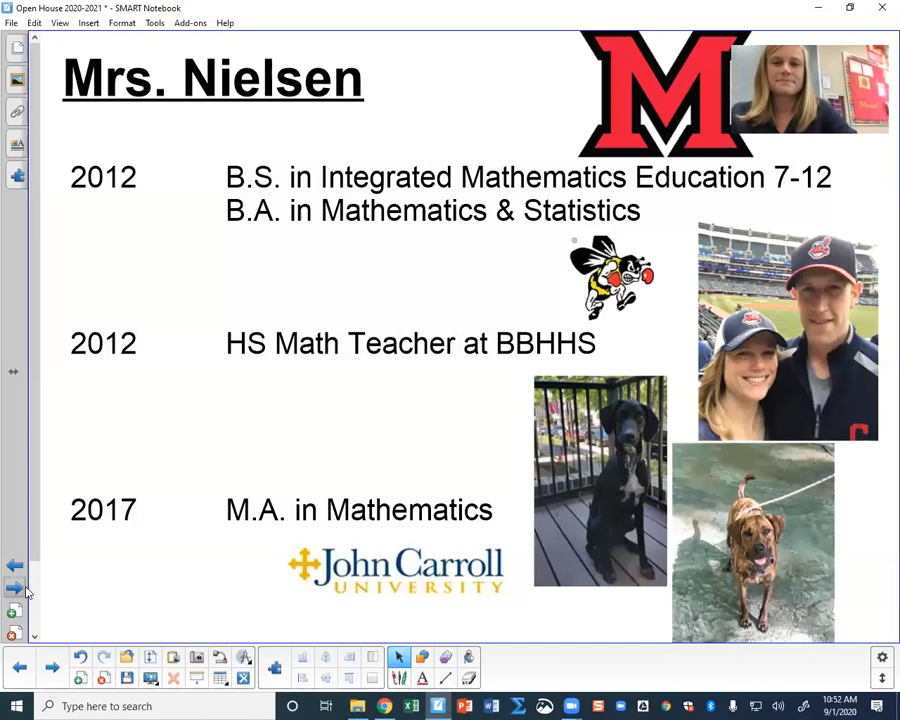 Open House 2020-2021 * - SMART Notebook
File Edit View Insert Format Tools Add-ons Help
Mrs. Nielsen
M
2012 B.S. in Integrated Mathematics Education 7-12
B.A. in Mathematics & Statistics
2012 HS Math Teacher at BBHHS
2017 M.A. in Mathematics
John Carroll
UNIVERSITY
Type here to search
10:52 AM
9/1/2020